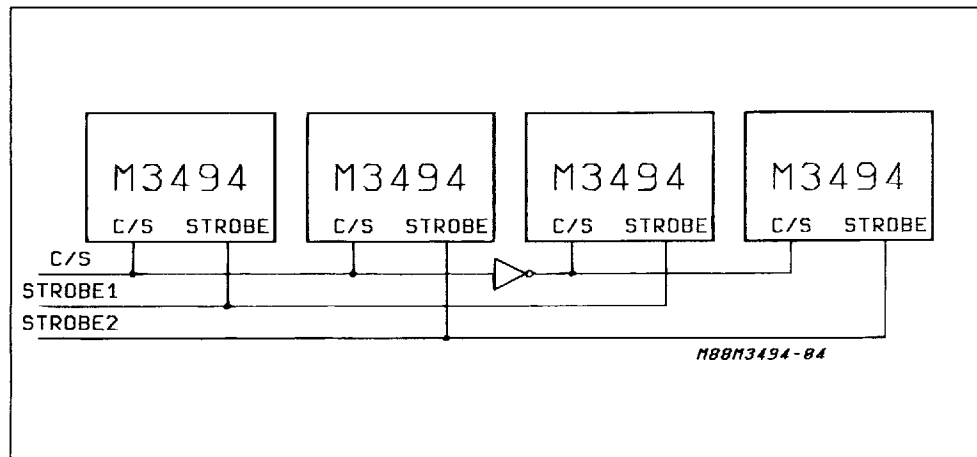 M3494 M3494 M3494 M3494
C/S STROBE C/S STROBE C/S STROBE C/S STROBE
C/S
STROBE1
STROBE2
M88M3494-04